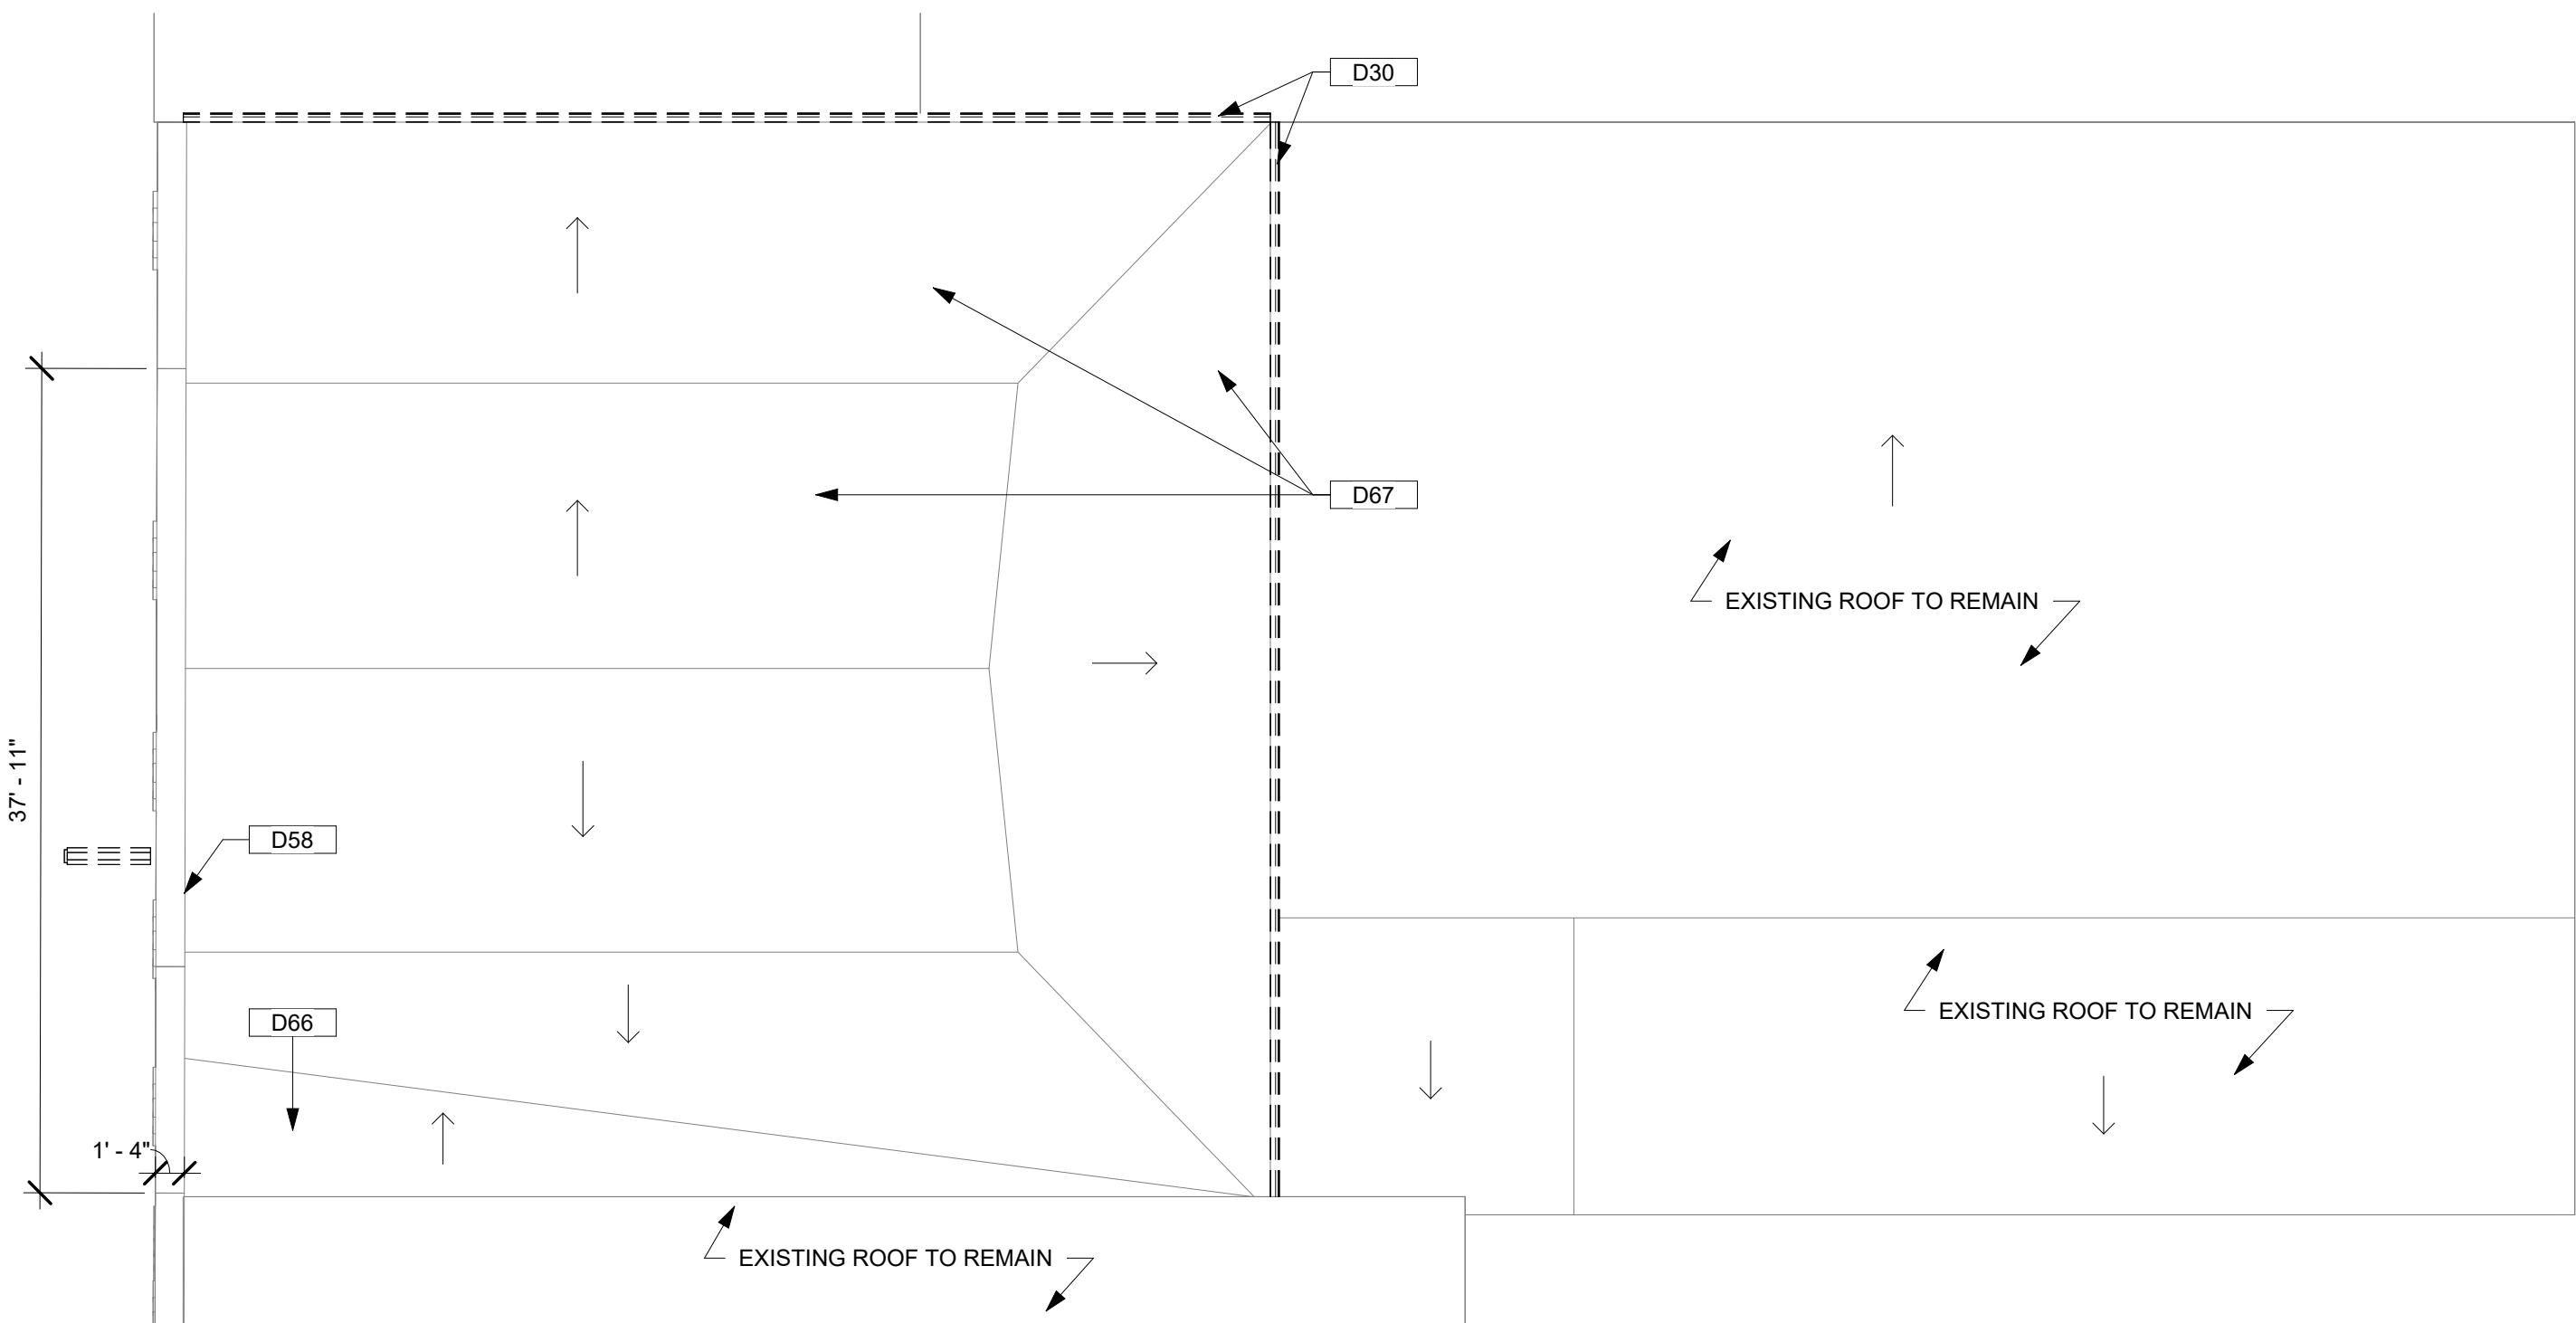 D30
D67
EXISTING ROOF TO REMAIN
37' - 11"
D58
D66
EXISTING ROOF TO REMAIN
1' - 4"
EXISTING ROOF TO REMAIN